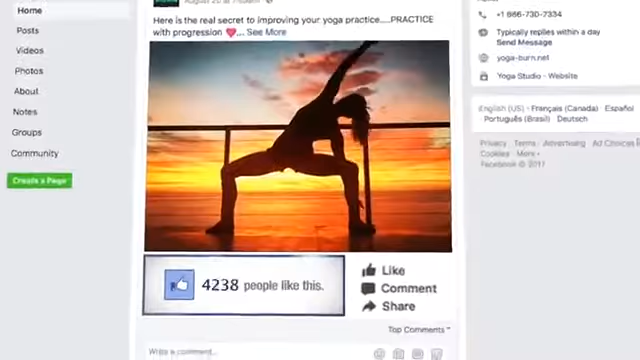 Home
Posts
Videos
Photos
About
Notes
Groups
Community
Create a Page
Here is the real secret to improving your yoga practice.....PRACTICE
with progression ... See More
4238 people like this.
Like
Comment
Share
Top Comments
Write a comment...
+1 866-730-7334
Typically replies within a day
Send Message
yoga-burn.net
Yoga Studio · Website
English (US) · Français (Canada) · Español
Português (Brasil) · Deutsch
Privacy · Terms · Advertising · Ad Choices
Cookies · More
Facebook © 2017